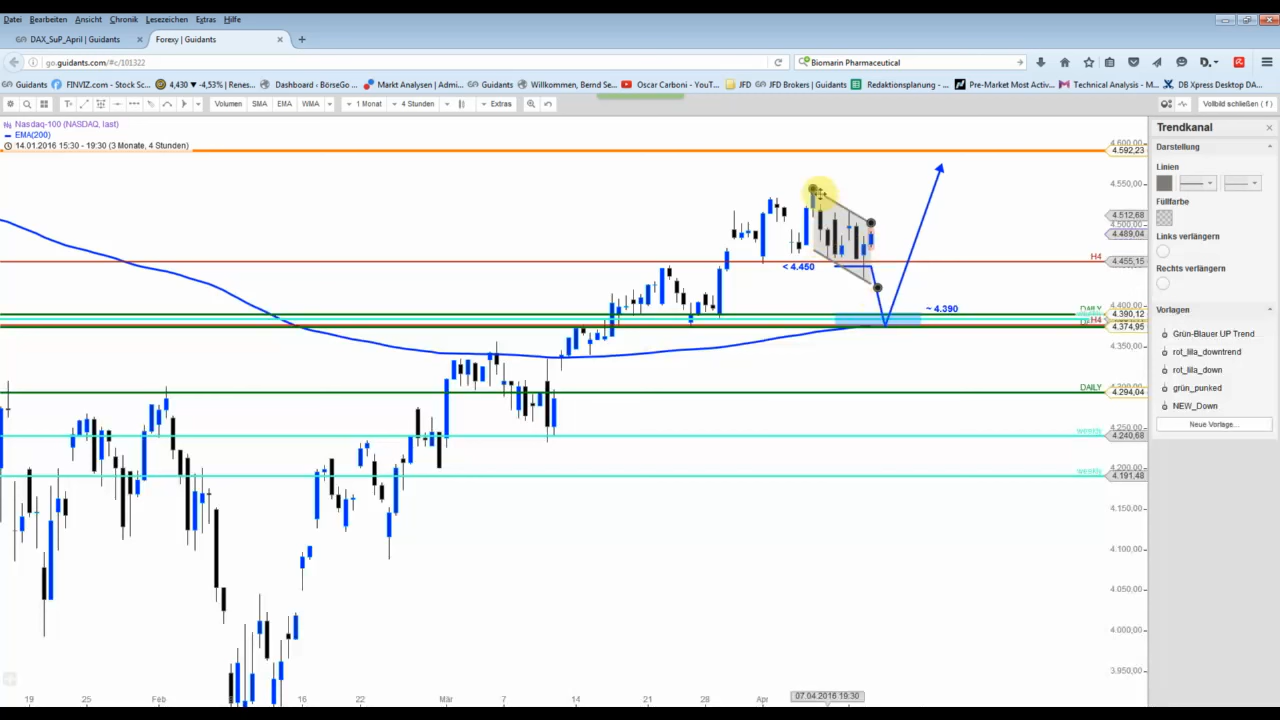 Datei Bearbeiten Ansicht Chronik Lesezeichen Extras Hilfe
DAX_SuP_April | Guidants × Forexy | Guidants × +
go.guidants.com/#c/101322 Biomarin Pharmaceutical
Guidants FINVIZ.com - Stock Sc... 4,430 ▼ -4,53% | Renes... Dashboard ‹ BörseGo ... Markt Analysen | Admin... Guidants Willkommen, Bernd Se... Oscar Carboni - YouT... JFD JFD Brokers | Guidants Redaktionsplanung - ... Pre-Market Most Activ... Technical Analysis - M... DB Xpress Desktop DA...
Volumen SMA EMA WMA 1 Monat 4 Stunden Extras Vollbild schließen ( f )
Nasdaq-100 (NASDAQ, last)
EMA(200)
14.01.2016 15:30 - 19:30 (3 Monate, 4 Stunden)
4.600,00
4.592,23
4.550,00
4.512,68
4.489,04
H4
4.455,15
< 4.450
4.400,00
~ 4.390
DAILY
4.390,12
H4
4.374,95
4.350,00
DAILY
4.294,04
4.250,00
weekly
4.240,68
4.200,00
weekly
4.191,48
4.150,00
4.100,00
4.050,00
4.000,00
3.950,00
19 25 Feb 16 22 Mär 7 14 21 28 Apr 07.04.2016 19:30
Trendkanal ×
Darstellung
Linien
Füllfarbe
Links verlängern
Rechts verlängern
Vorlagen
Grün-Blauer UP Trend
rot_lila_downtrend
rot_lila_down
grün_punked
NEW_Down
Neue Vorlage...